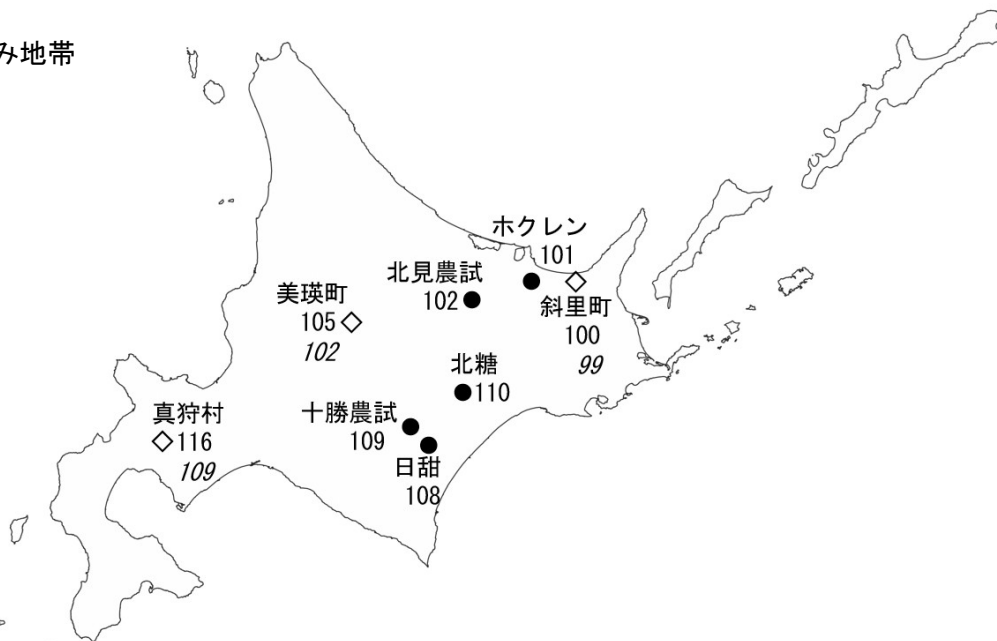 み地帯
ホクレン
101
北見農試
102
斜里町
100
99
美瑛町
105
102
北糖
110
真狩村
116
109
十勝農試
109
日甜
108